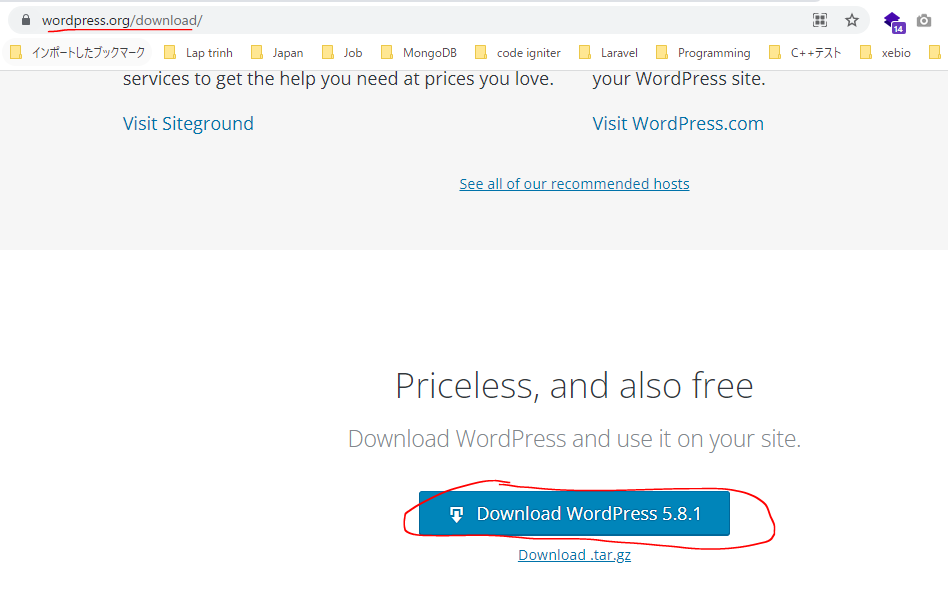 wordpress.org/download/
14
インポートしたブックマーク Lap trinh Japan Job MongoDB code igniter Laravel Programming C++テスト xebio
services to get the help you need at prices you love.
your WordPress site.
Visit Siteground
Visit WordPress.com
See all of our recommended hosts
Priceless, and also free
Download WordPress and use it on your site.
Download WordPress 5.8.1
Download .tar.gz